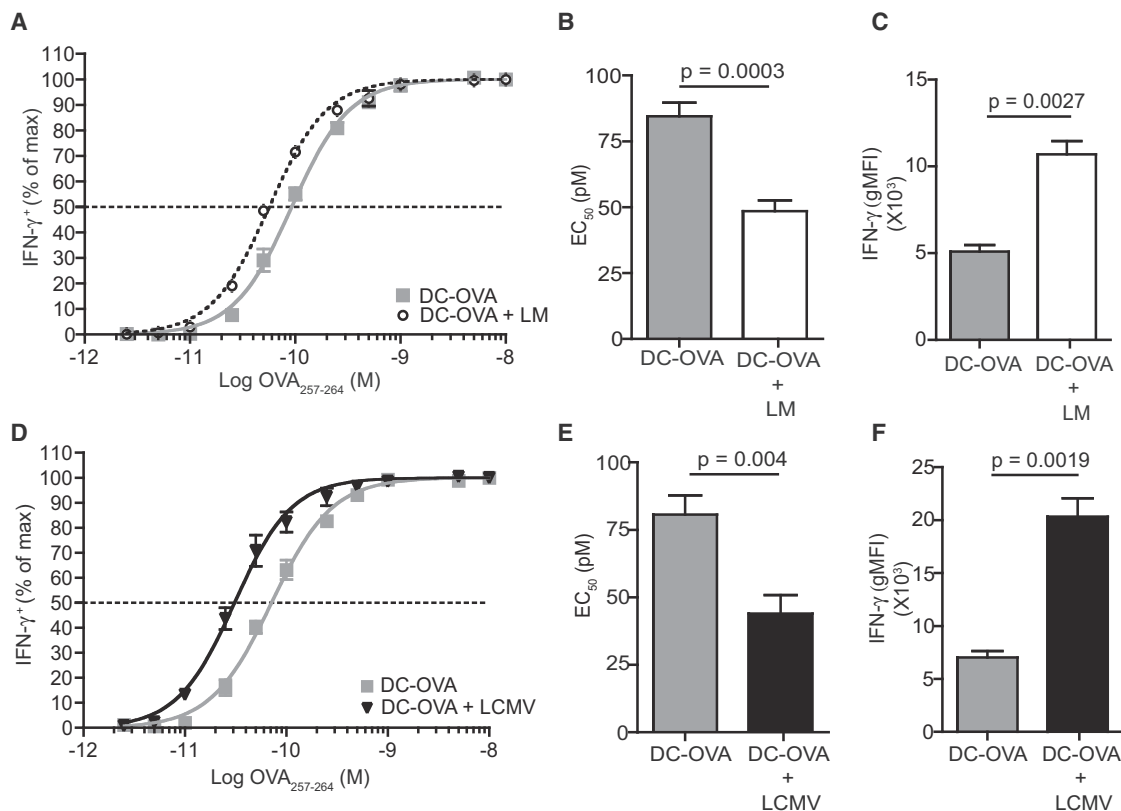 A
IFN-γ⁺ (% of max)
110
100
90
80
70
60
50
40
30
20
10
0
DC-OVA
DC-OVA + LM
-12
-11
-10
-9
-8
Log OVA₂₅₇₋₂₆₄ (M)
B
p = 0.0003
EC₅₀ (pM)
100
75
50
25
0
DC-OVA
DC-OVA
+
LM
C
p = 0.0027
IFN-γ (gMFI)
(X10³)
15
10
5
0
DC-OVA
DC-OVA
+
LM
D
IFN-γ⁺ (% of max)
110
100
90
80
70
60
50
40
30
20
10
0
DC-OVA
DC-OVA + LCMV
-12
-11
-10
-9
-8
Log OVA₂₅₇₋₂₆₄ (M)
E
p = 0.004
EC₅₀ (pM)
100
75
50
25
0
DC-OVA
DC-OVA
+
LCMV
F
p = 0.0019
IFN-γ (gMFI)
(X10³)
25
20
15
10
5
0
DC-OVA
DC-OVA
+
LCMV